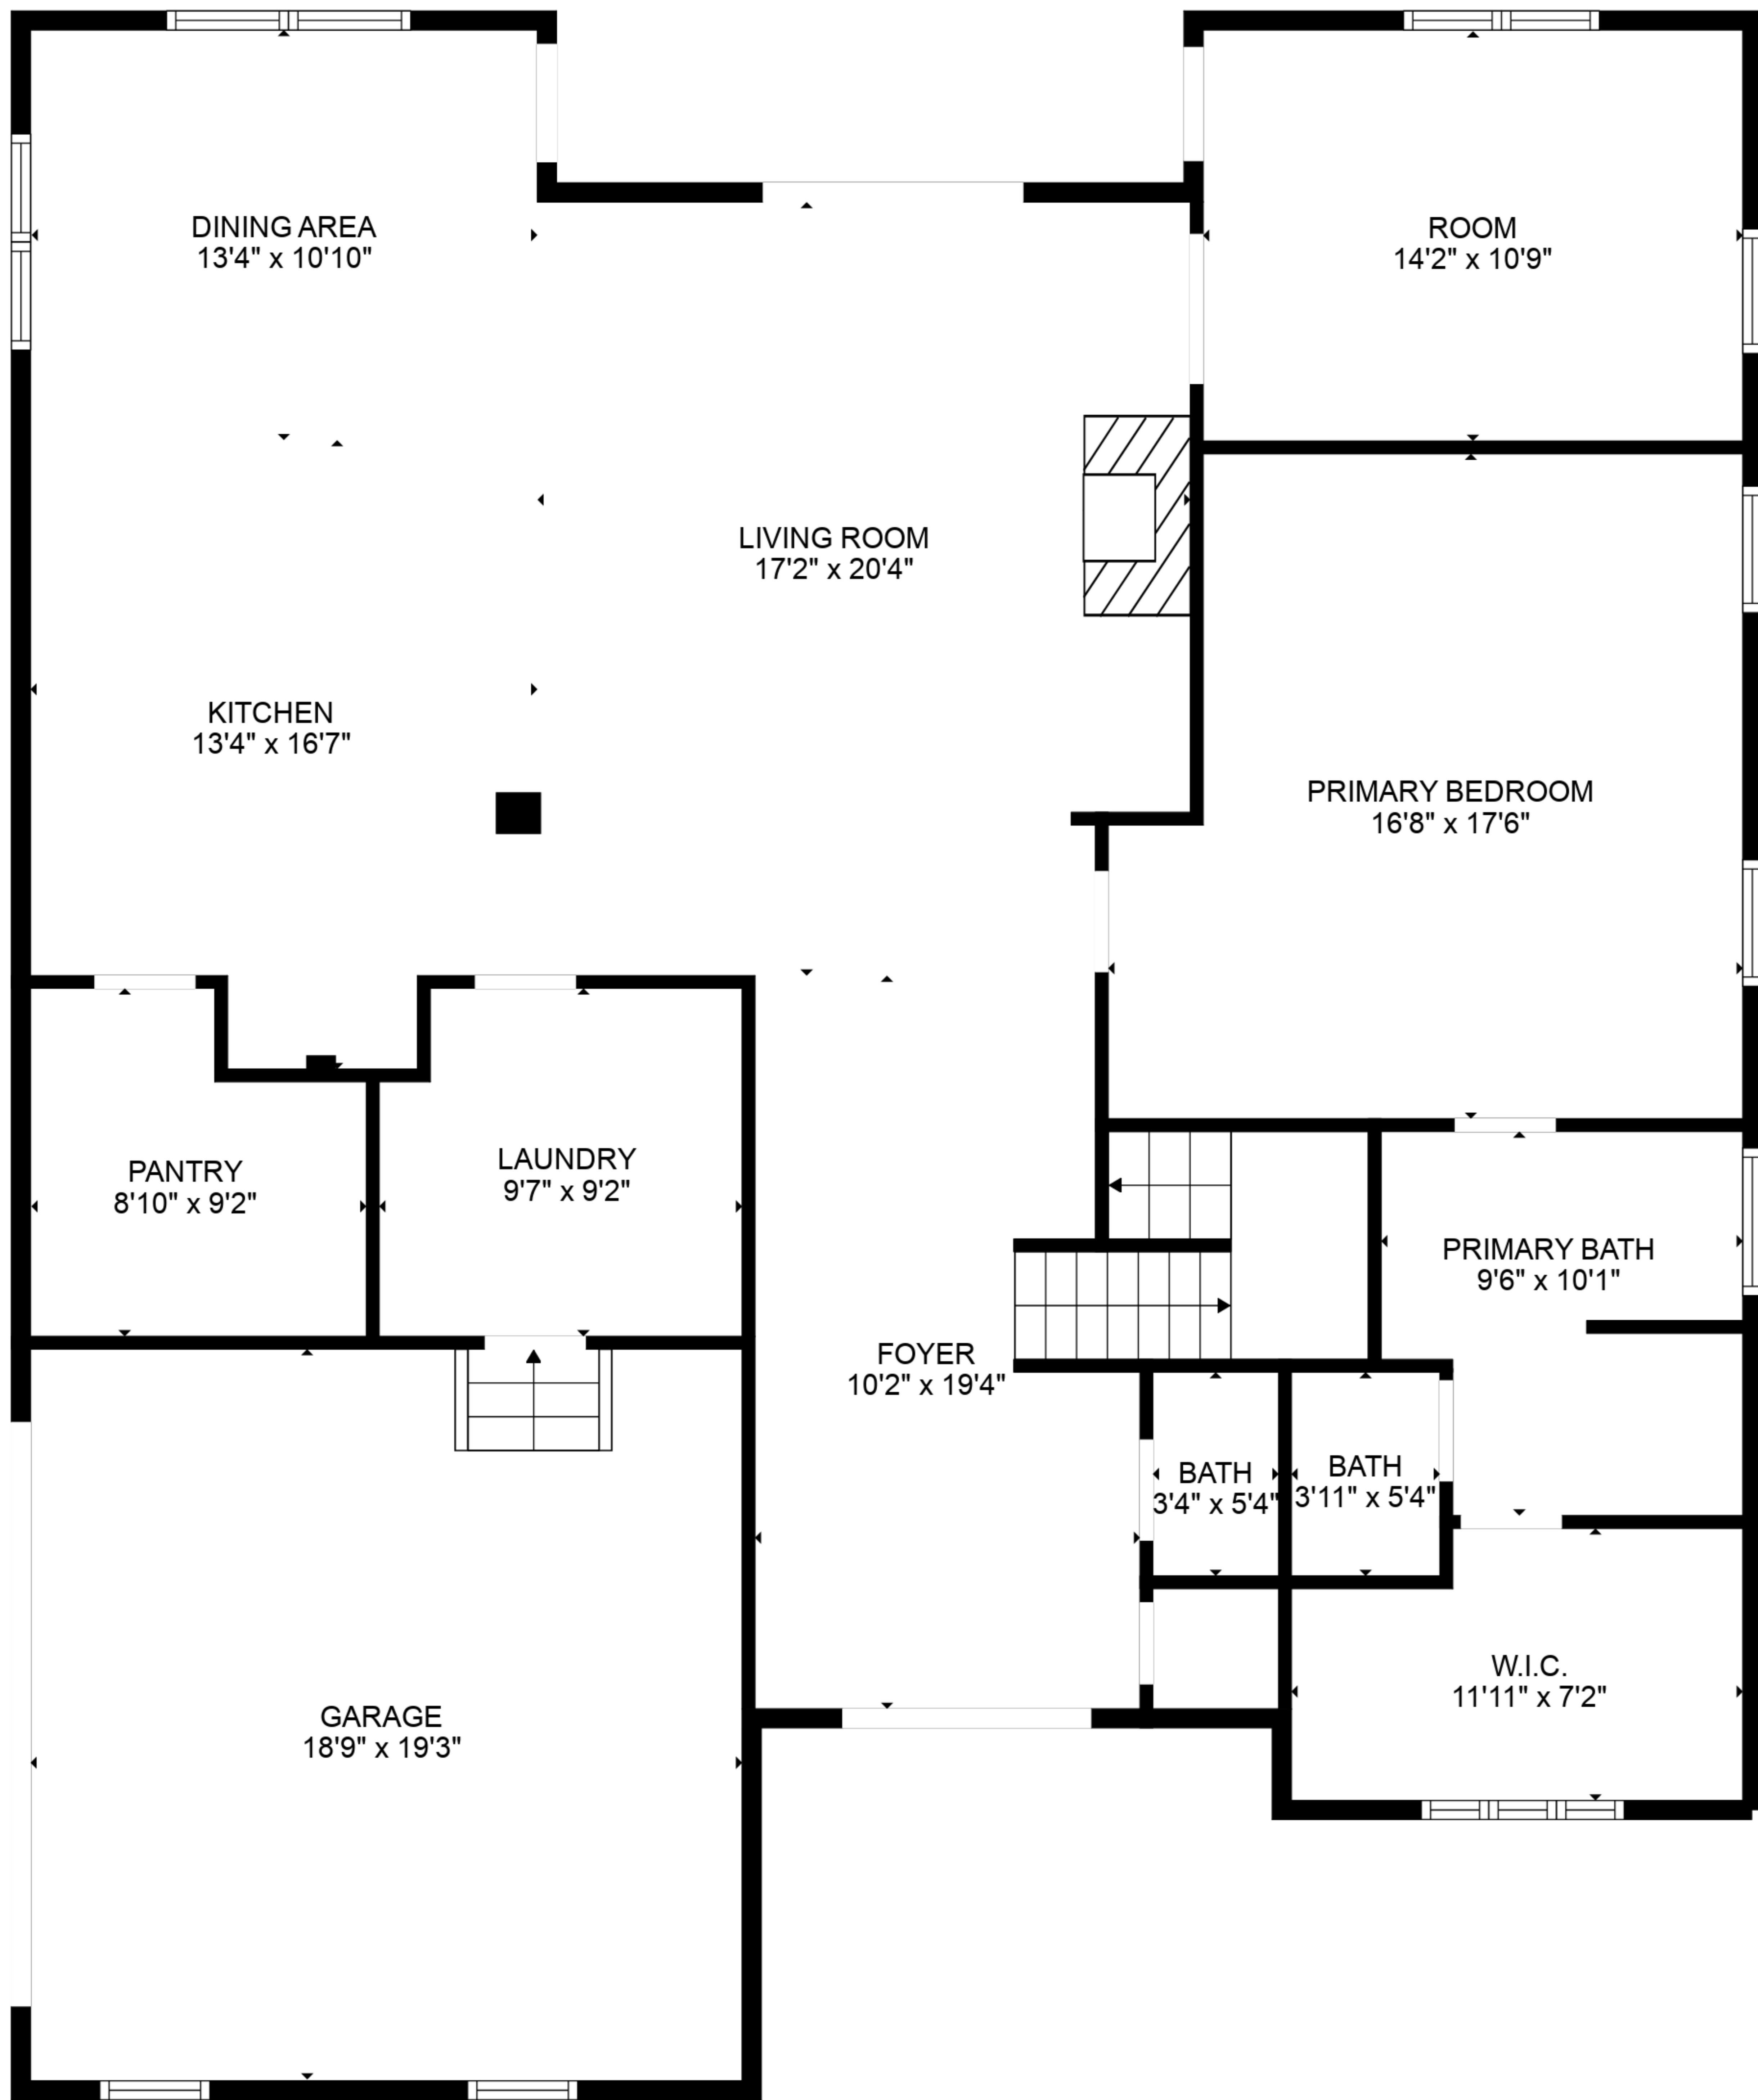 DINING AREA
13'4" x 10'10"
ROOM
14'2" x 10'9"
LIVING ROOM
17'2" x 20'4"
KITCHEN
13'4" x 16'7"
PRIMARY BEDROOM
16'8" x 17'6"
PANTRY
8'10" x 9'2"
LAUNDRY
9'7" x 9'2"
PRIMARY BATH
9'6" x 10'1"
FOYER
10'2" x 19'4"
BATH
3'4" x 5'4"
BATH
3'11" x 5'4"
W.I.C.
11'11" x 7'2"
GARAGE
18'9" x 19'3"